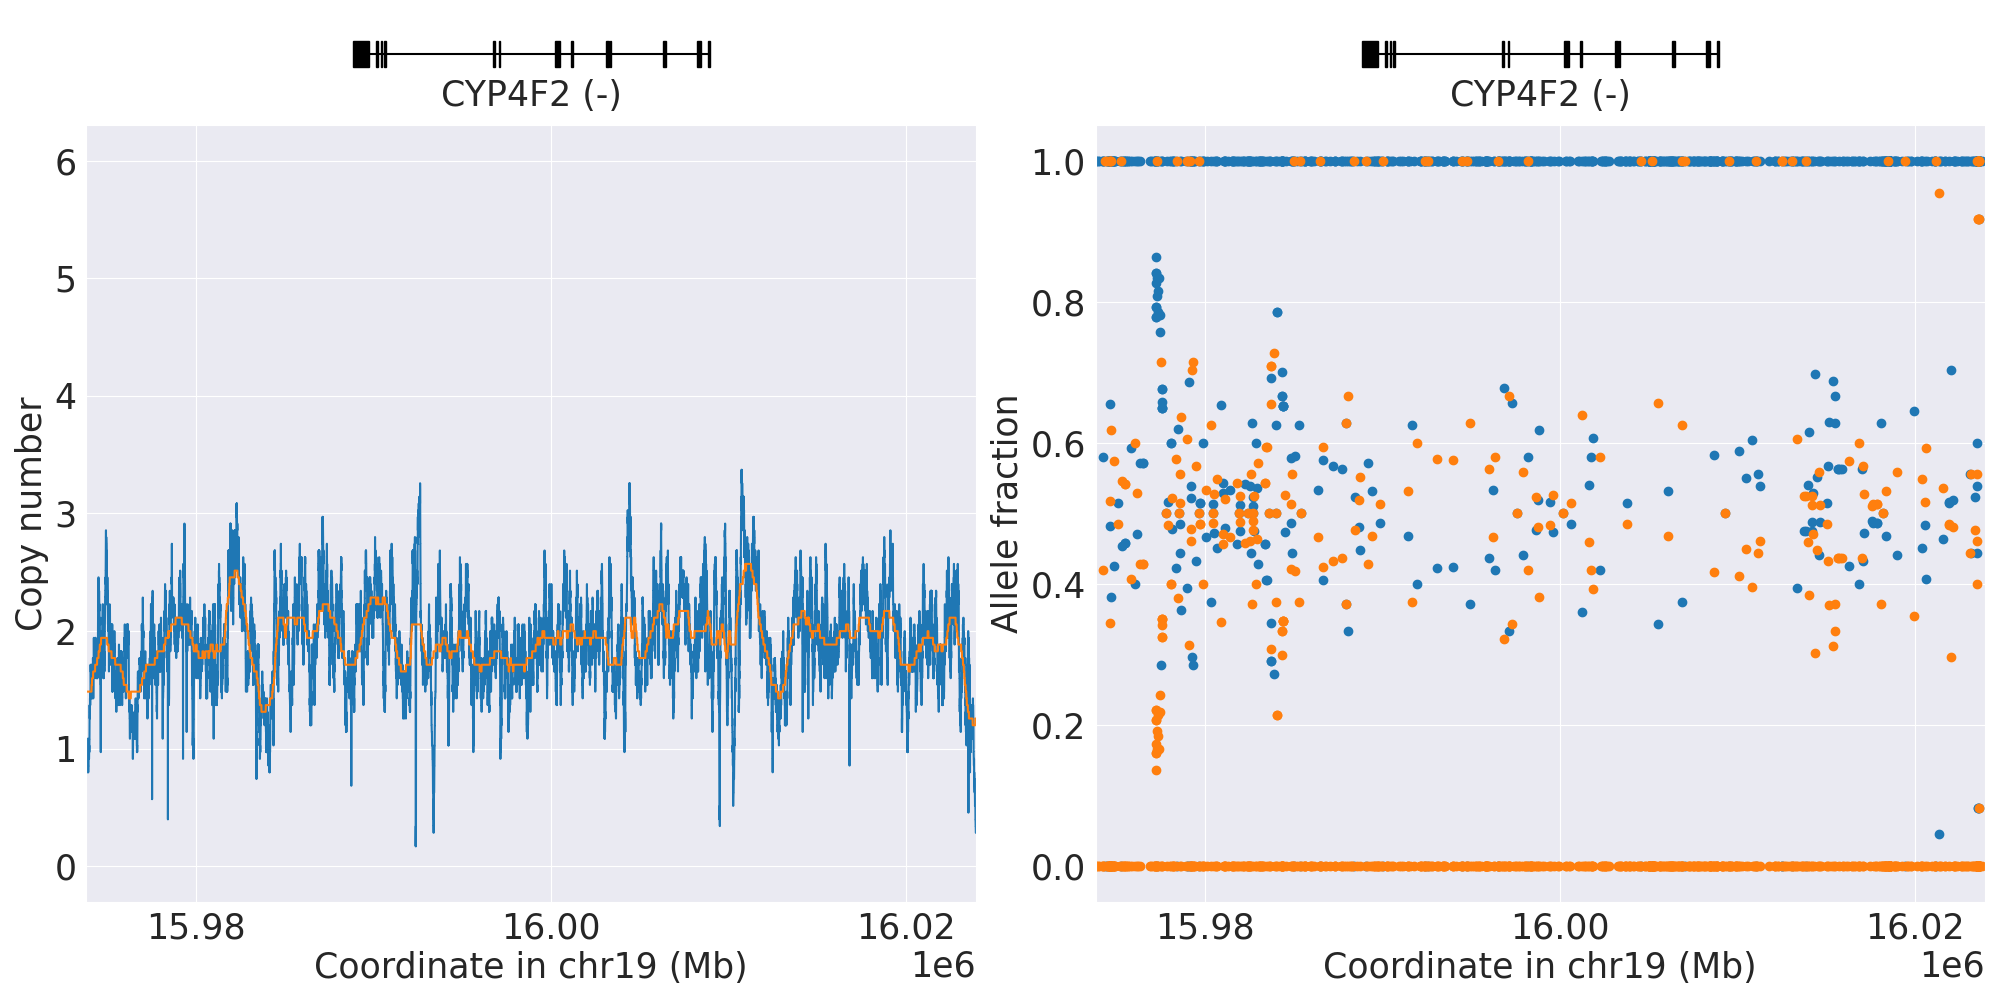 CYP4F2 (-)
Copy number
6
5
4
3
2
1
0
15.98 16.00 16.02
Coordinate in chr19 (Mb)
1e6
CYP4F2 (-)
Allele fraction
1.0
0.8
0.6
0.4
0.2
0.0
15.98 16.00 16.02
Coordinate in chr19 (Mb)
1e6